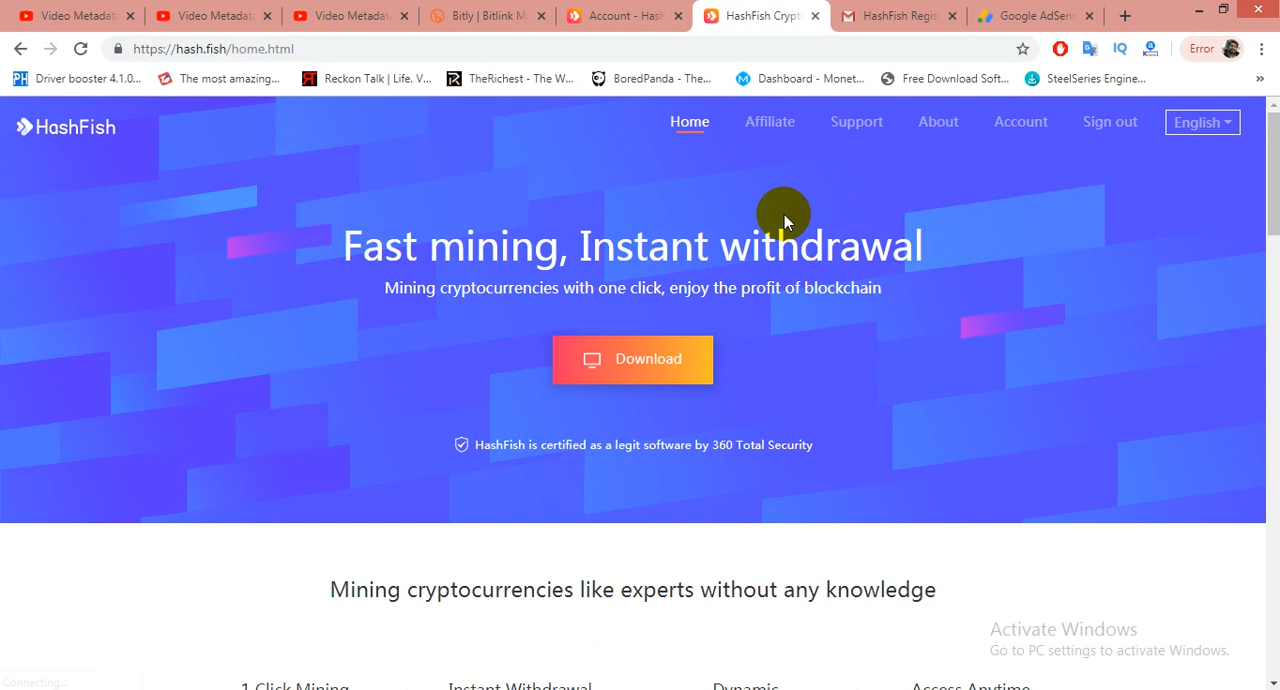 Video Metadat
Video Metadat
Video Metadat
Bitly | Bitlink M
Account - Hash
HashFish Crypt
HashFish Regis
Google AdSens
https://hash.fish/home.html
IQ
Error
Driver booster 4.1.0...
The most amazing...
Reckon Talk | Life. V...
TheRichest - The W...
BoredPanda - The...
Dashboard - Monet...
Free Download Soft...
SteelSeries Engine...
»
HashFish
Home
Affiliate
Support
About
Account
Sign out
English
Fast mining, Instant withdrawal
Mining cryptocurrencies with one click, enjoy the profit of blockchain
Download
HashFish is certified as a legit software by 360 Total Security
Mining cryptocurrencies like experts without any knowledge
Activate Windows
Go to PC settings to activate Windows.
Connecting...
1 Click Mining
Instant Withdrawal
Dynamic
Access Anytime